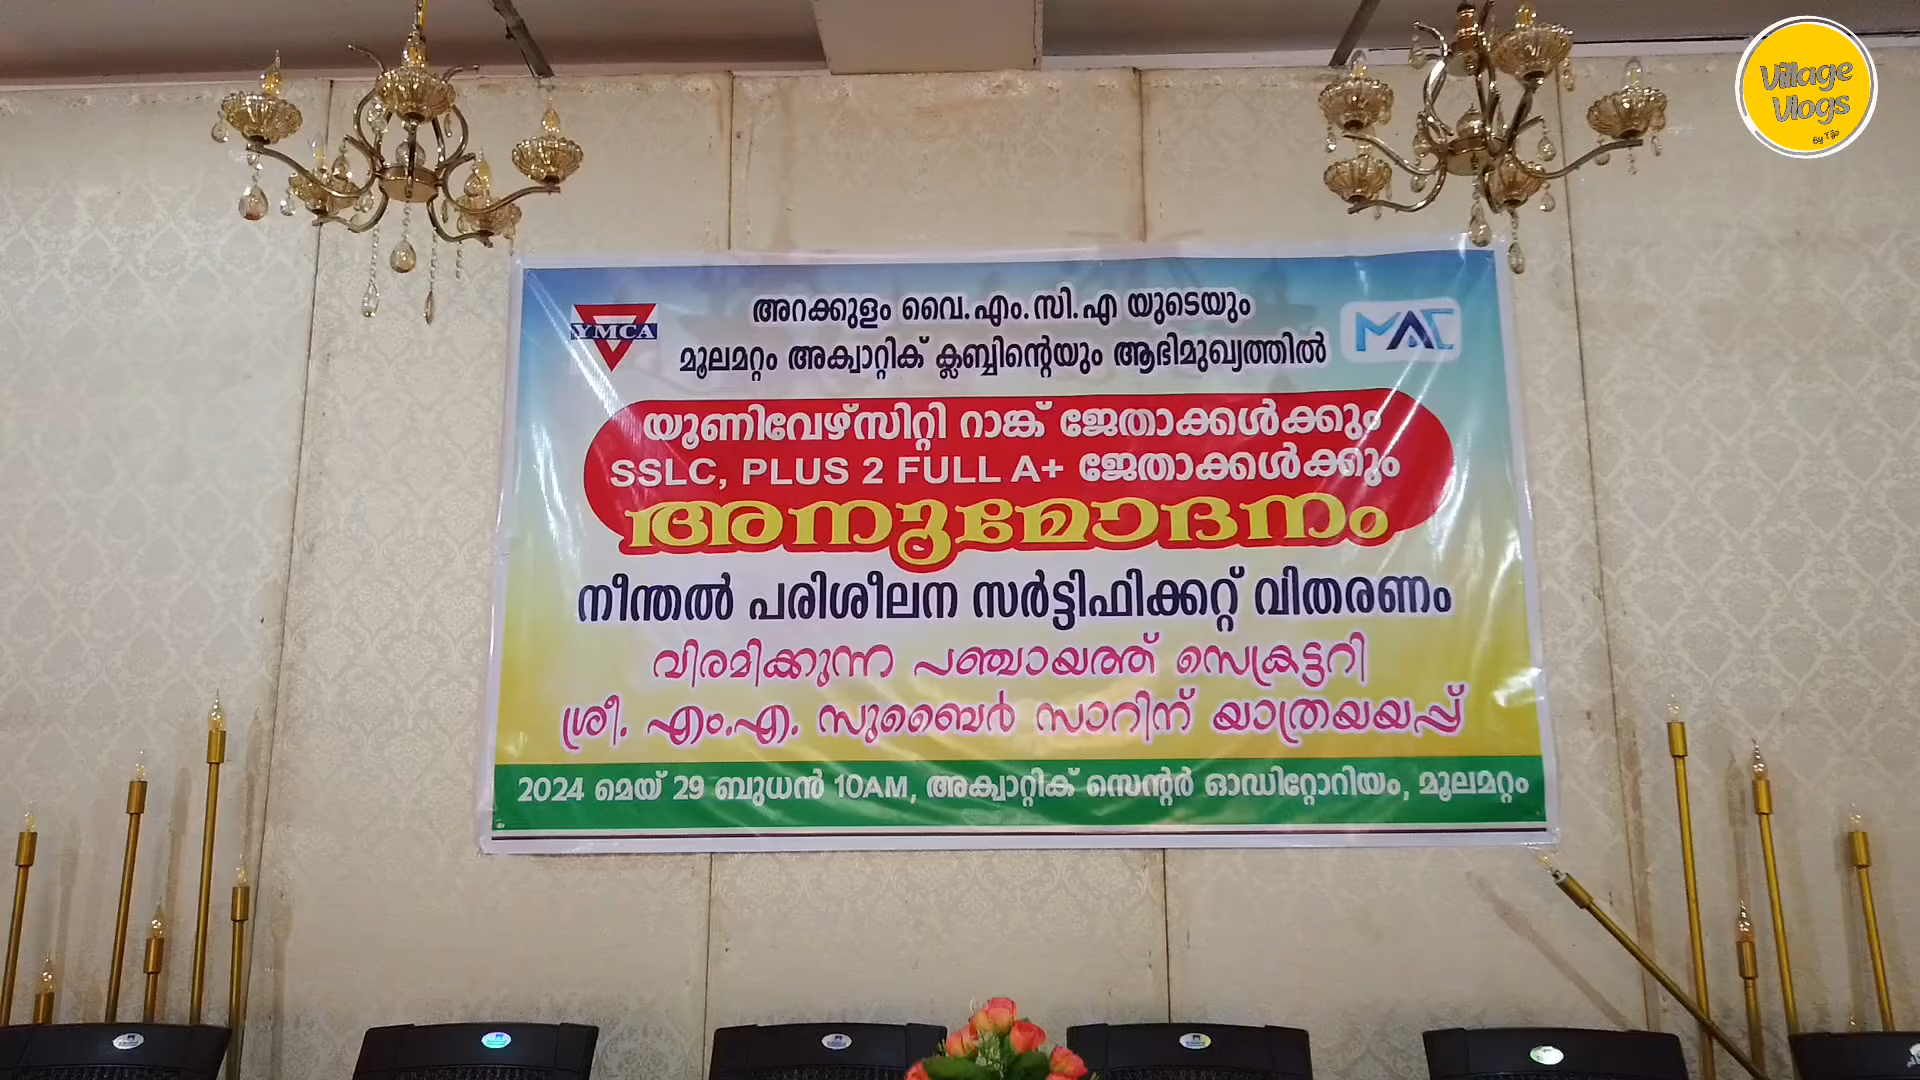 Village
Vlogs
By Tijo
YMCA
അറക്കുളം വൈ.എം.സി.എ യുടെയും
MAC
മൂലമറ്റം അക്വാറ്റിക് ക്ലബ്ബിന്റെയും ആഭിമുഖ്യത്തിൽ
യൂണിവേഴ്സിറ്റി റാങ്ക് ജേതാക്കൾക്കും
SSLC, PLUS 2 FULL A+ ജേതാക്കൾക്കും
അനുമോദനം
നീന്തൽ പരിശീലന സർട്ടിഫിക്കറ്റ് വിതരണം
വിരമിക്കുന്ന പഞ്ചായത്ത് സെക്രട്ടറി
ശ്രീ. എം.എ. സുബൈർ സാറിന് യാത്രയയപ്പ്
2024 മെയ് 29 ബുധൻ 10AM, അക്വാറ്റിക് സെന്റർ ഓഡിറ്റോറിയം, മൂലമറ്റം